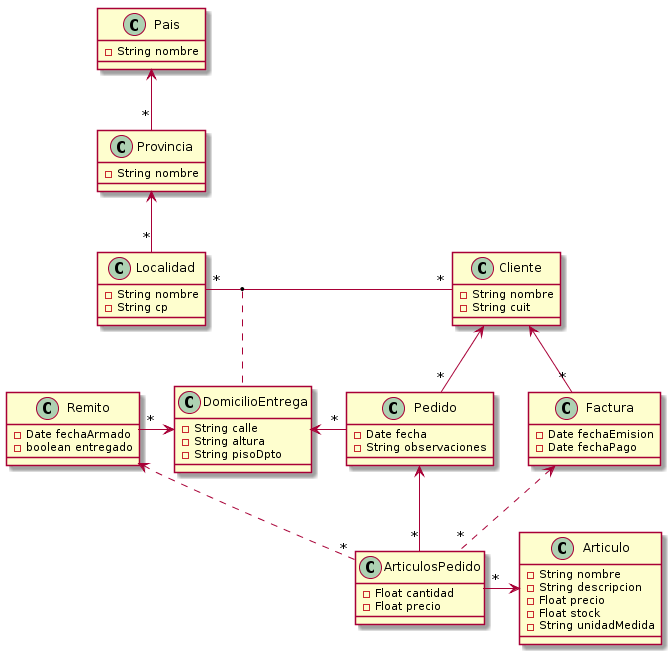 C Pais
String nombre
*
C Provincia
String nombre
*
C Localidad
String nombre
String cp
*
*
C Cliente
String nombre
String cuit
*
*
C Remito
Date fechaArmado
boolean entregado
*
C DomicilioEntrega
String calle
String altura
String pisoDpto
*
C Pedido
Date fecha
String observaciones
C Factura
Date fechaEmision
Date fechaPago
*
*
*
C ArticulosPedido
Float cantidad
Float precio
*
C Articulo
String nombre
String descripcion
Float precio
Float stock
String unidadMedida